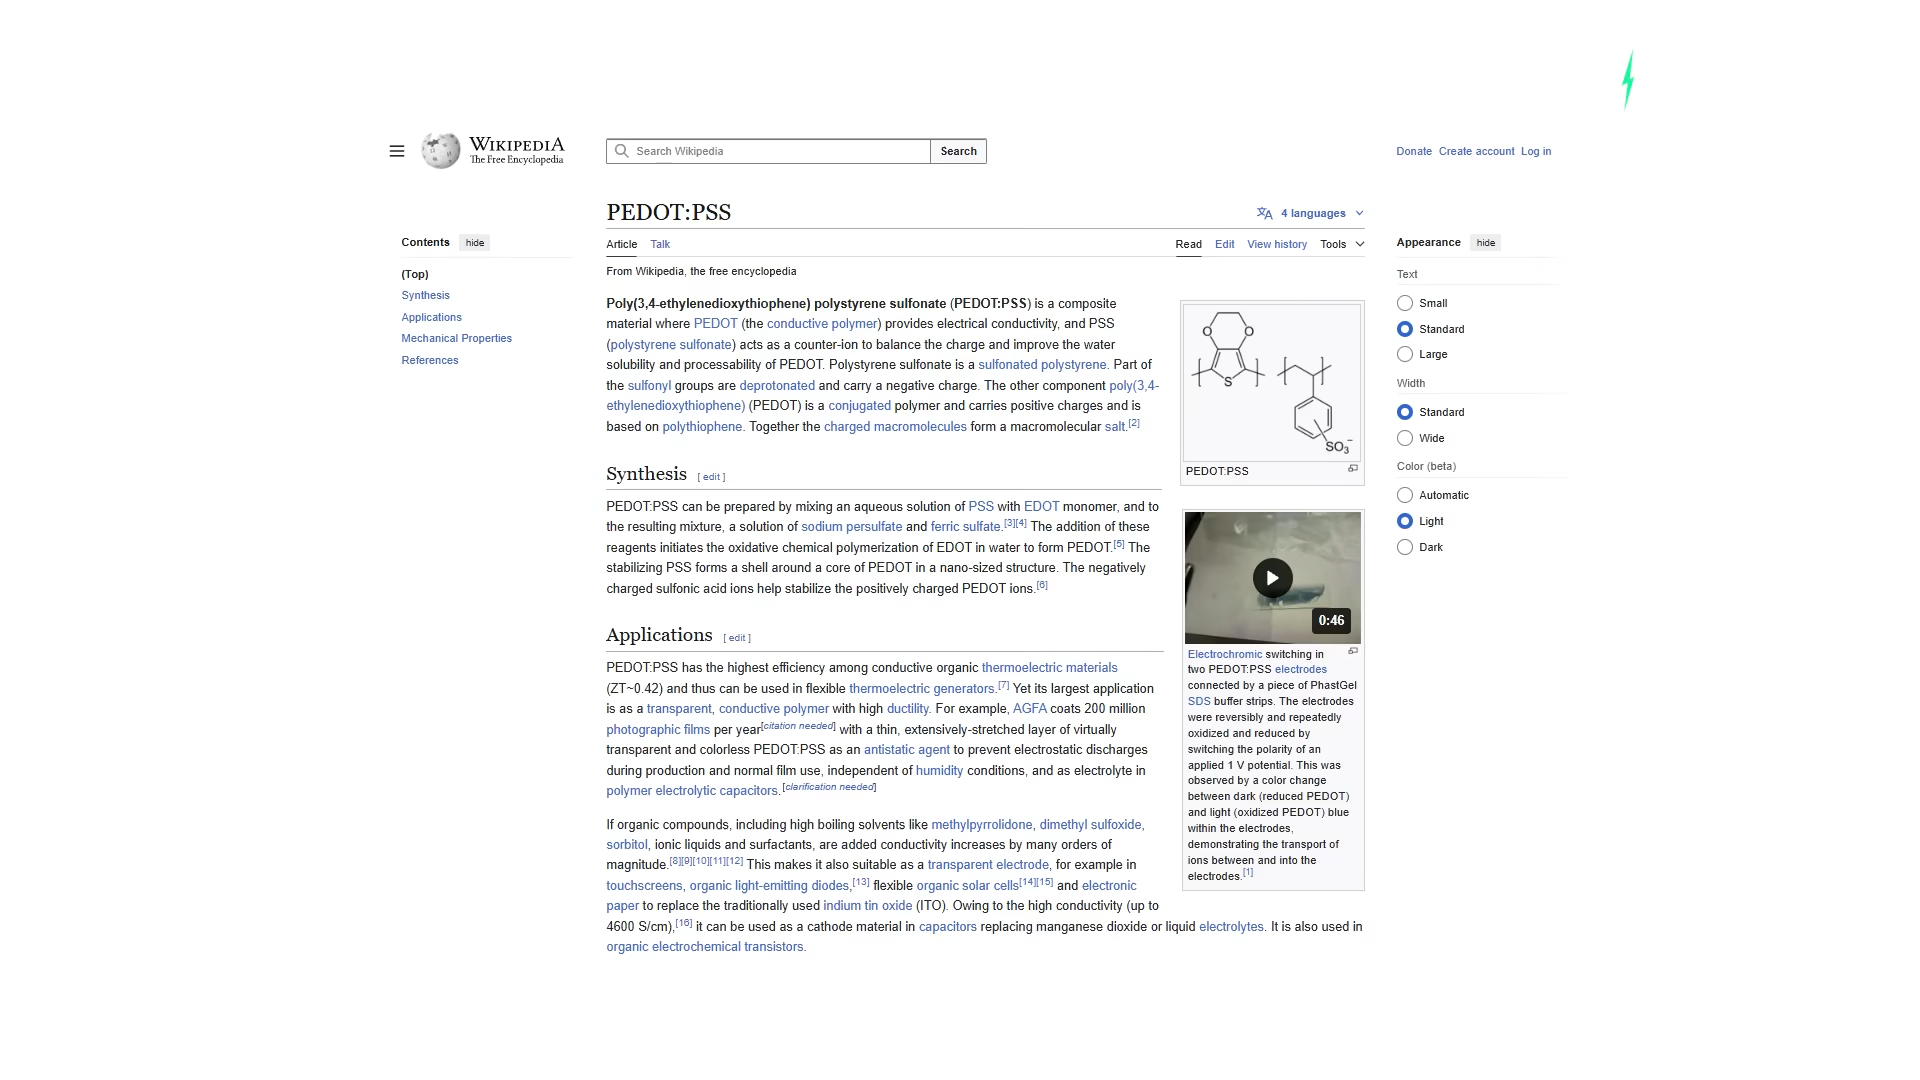 WIKIPEDIA
The Free Encyclopedia
Search Wikipedia
Search
Donate Create account Log in
PEDOT:PSS
4 languages
Contents hide
(Top)
Synthesis
Applications
Mechanical Properties
References
Article Talk
Read Edit View history Tools
From Wikipedia, the free encyclopedia
Poly(3,4-ethylenedioxythiophene) polystyrene sulfonate (PEDOT:PSS) is a composite
material where PEDOT (the conductive polymer) provides electrical conductivity, and PSS
(polystyrene sulfonate) acts as a counter-ion to balance the charge and improve the water
solubility and processability of PEDOT. Polystyrene sulfonate is a sulfonated polystyrene. Part of
the sulfonyl groups are deprotonated and carry a negative charge. The other component poly(3,4-
ethylenedioxythiophene) (PEDOT) is a conjugated polymer and carries positive charges and is
based on polythiophene. Together the charged macromolecules form a macromolecular salt.[2]
Synthesis [ edit ]
PEDOT:PSS can be prepared by mixing an aqueous solution of PSS with EDOT monomer, and to
the resulting mixture, a solution of sodium persulfate and ferric sulfate.[3][4] The addition of these
reagents initiates the oxidative chemical polymerization of EDOT in water to form PEDOT.[5] The
stabilizing PSS forms a shell around a core of PEDOT in a nano-sized structure. The negatively
charged sulfonic acid ions help stabilize the positively charged PEDOT ions.[6]
Applications [ edit ]
PEDOT:PSS has the highest efficiency among conductive organic thermoelectric materials
(ZT~0.42) and thus can be used in flexible thermoelectric generators.[7] Yet its largest application
is as a transparent, conductive polymer with high ductility. For example, AGFA coats 200 million
photographic films per year[citation needed] with a thin, extensively-stretched layer of virtually
transparent and colorless PEDOT:PSS as an antistatic agent to prevent electrostatic discharges
during production and normal film use, independent of humidity conditions, and as electrolyte in
polymer electrolytic capacitors.[clarification needed]
If organic compounds, including high boiling solvents like methylpyrrolidone, dimethyl sulfoxide,
sorbitol, ionic liquids and surfactants, are added conductivity increases by many orders of
magnitude.[8][9][10][11][12] This makes it also suitable as a transparent electrode, for example in
touchscreens, organic light-emitting diodes,[13] flexible organic solar cells[14][15] and electronic
paper to replace the traditionally used indium tin oxide (ITO). Owing to the high conductivity (up to
4600 S/cm),[16] it can be used as a cathode material in capacitors replacing manganese dioxide or liquid electrolytes. It is also used in
organic electrochemical transistors.
O O
S
SO3−
PEDOT:PSS
0:46
Electrochromic switching in
two PEDOT:PSS electrodes
connected by a piece of PhastGel
SDS buffer strips. The electrodes
were reversibly and repeatedly
oxidized and reduced by
switching the polarity of an
applied 1 V potential. This was
observed by a color change
between dark (reduced PEDOT)
and light (oxidized PEDOT) blue
within the electrodes,
demonstrating the transport of
ions between and into the
electrodes.[1]
Appearance hide
Text
Small
Standard
Large
Width
Standard
Wide
Color (beta)
Automatic
Light
Dark